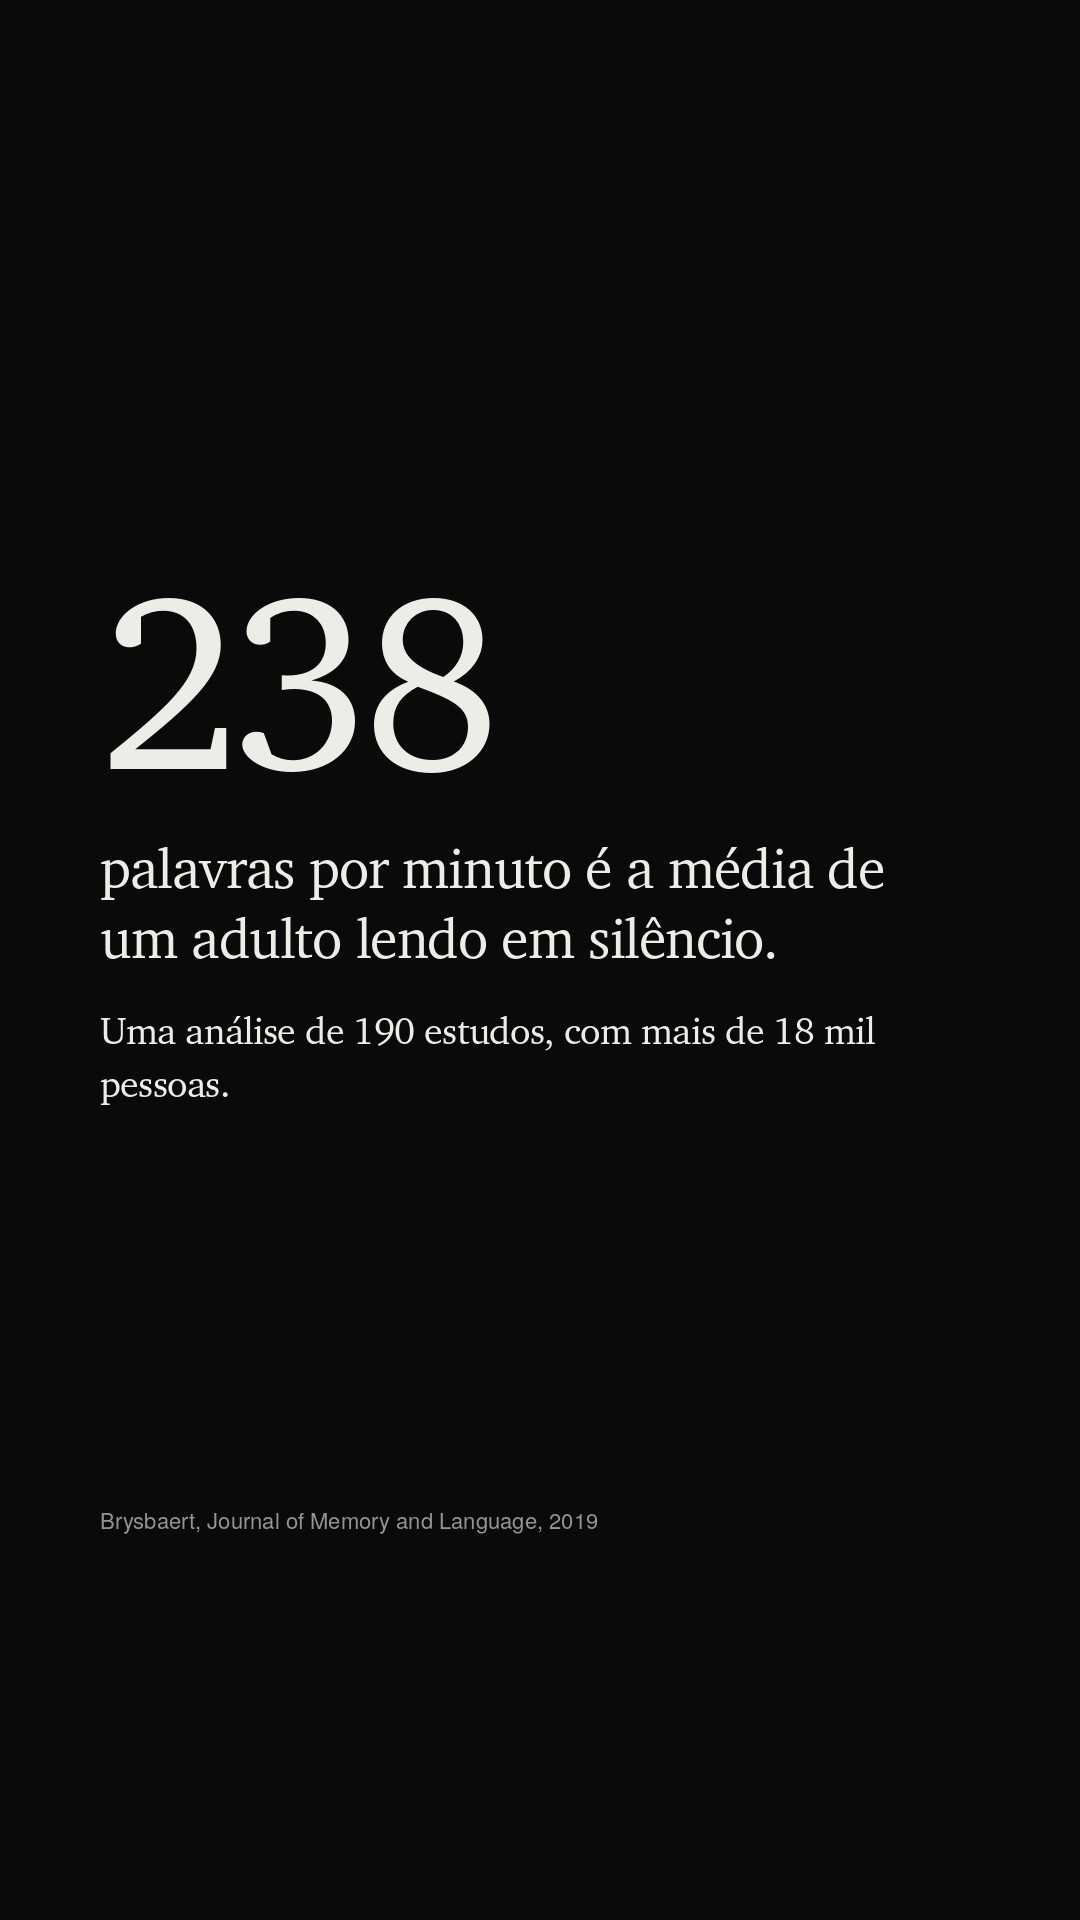 238
palavras por minuto é a média de
um adulto lendo em silêncio.
Uma análise de 190 estudos, com mais de 18 mil
pessoas.
Brysbaert, Journal of Memory and Language, 2019